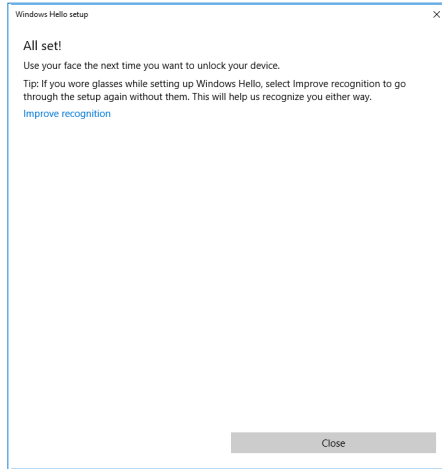 Windows Hello setup
All set!
Use your face the next time you want to unlock your device.
Tip: If you wore glasses while setting up Windows Hello, select Improve recognition to go
through the setup again without them. This will help us recognize you either way.
Improve recognition
Close